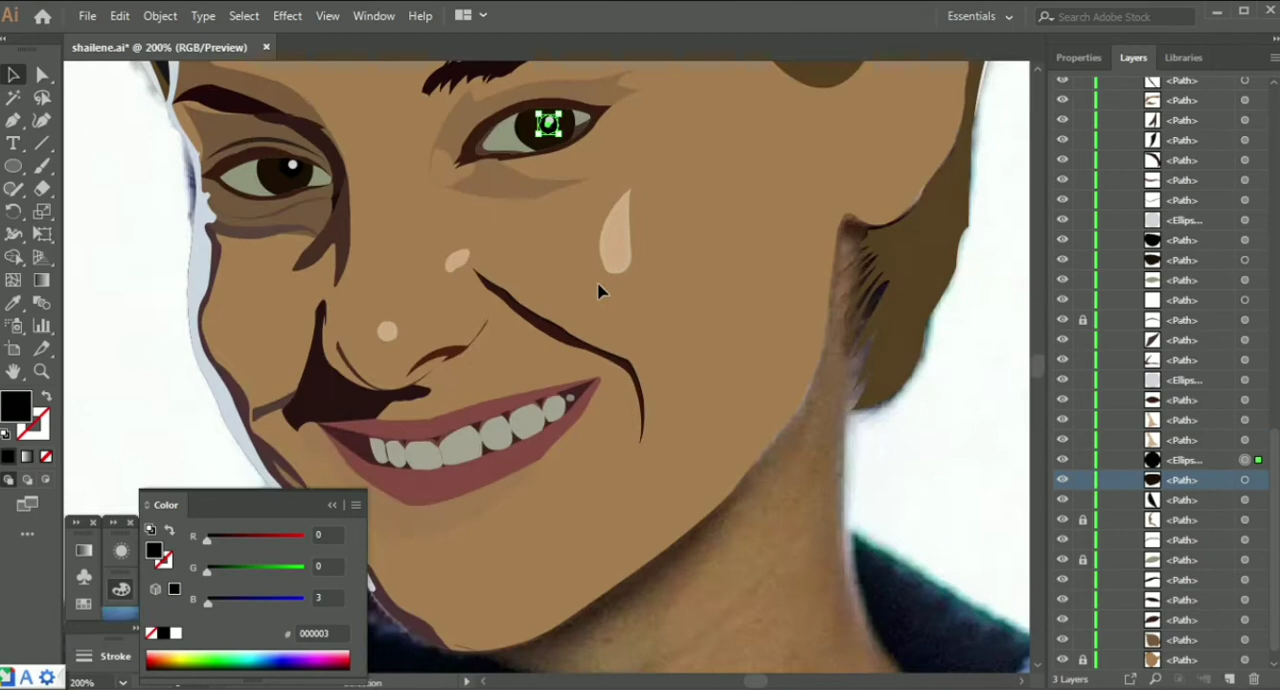 Ai File Edit Object Type Select Effect View Window Help Essentials Search Adobe Stock
shailene.ai* @ 200% (RGB/Preview) ×
Properties Layers Libraries
<Path>
<Path>
<Path>
<Path>
<Path>
<Path>
<Path>
<Ellips...
<Path>
<Path>
<Path>
<Path>
<Path>
<Path>
<Path>
<Ellips...
<Path>
<Path>
<Path>
<Ellips...
<Path>
<Path>
<Path>
<Path>
<Path>
<Path>
<Path>
<Path>
<Path>
<Path>
Color
R 0
G 0
B 3
# 000003
Stroke
A
200%
3 Layers